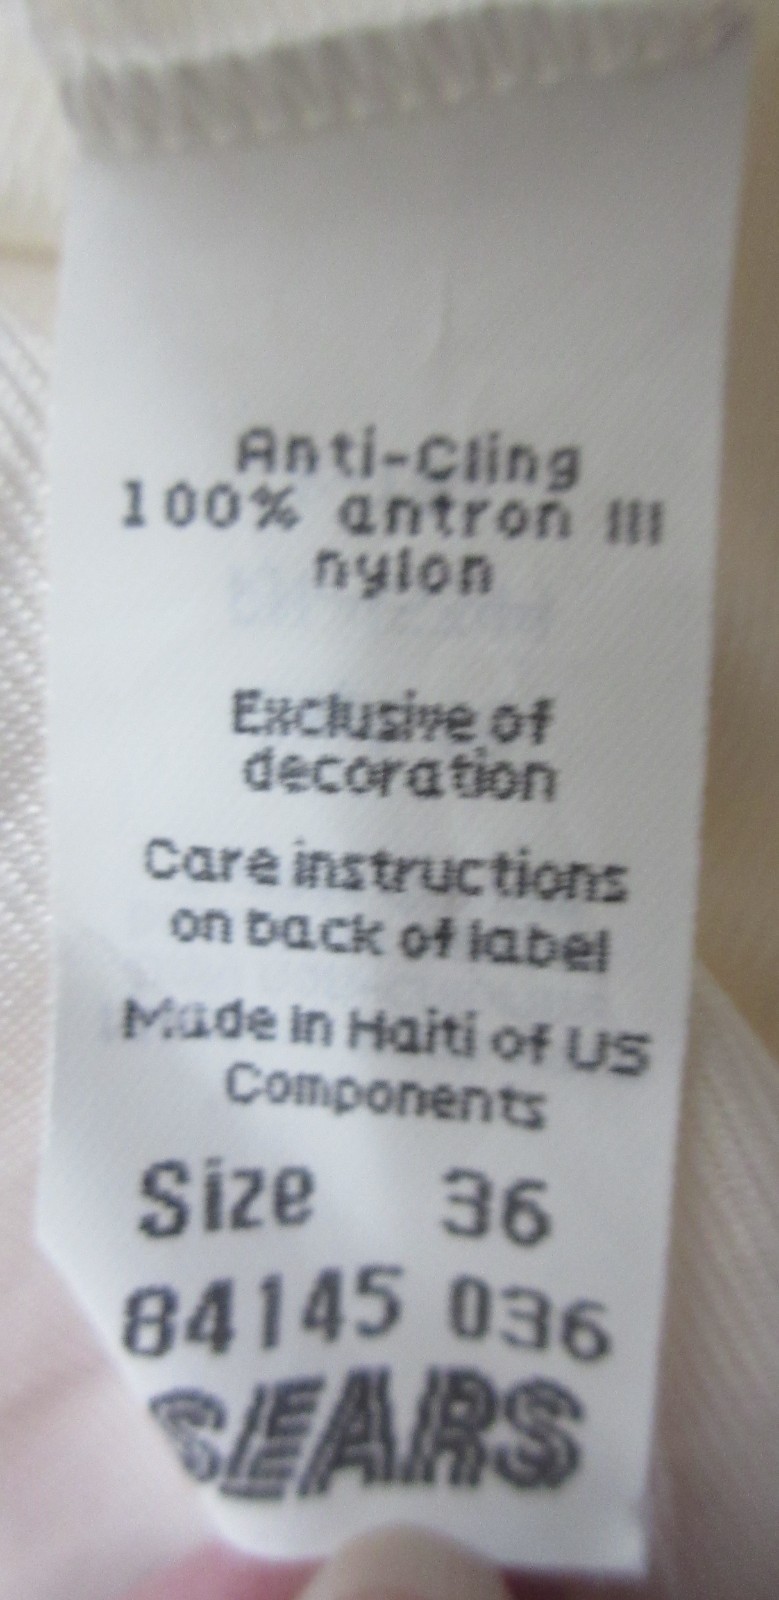 Anti-Cling
100% antron III
nylon
Exclusive of
decoration
Care instructions
on back of label
Made in Haiti of US
Components
Size 36
84145 036
SEARS